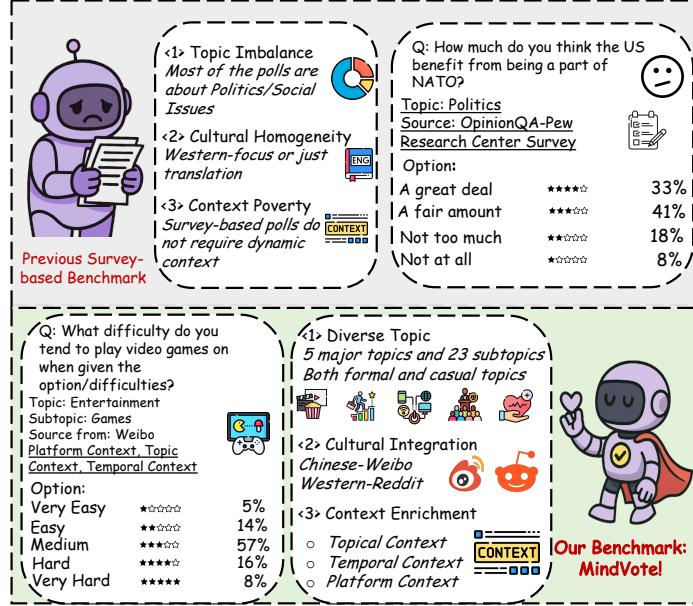 <1> Topic Imbalance
Most of the polls are
about Politics/Social
Issues
<2> Cultural Homogeneity
Western-focus or just
translation
ENG
<3> Context Poverty
Survey-based polls do
not require dynamic
context
CONTEXT
Previous Survey-
based Benchmark
Q: How much do you think the US
benefit from being a part of
NATO?
Topic: Politics
Source: OpinionQA-Pew
Research Center Survey
Option:
A great deal ★★★★☆ 33%
A fair amount ★★★☆☆ 41%
Not too much ★★☆☆☆ 18%
Not at all ★☆☆☆☆ 8%
Q: What difficulty do you
tend to play video games on
when given the
option/difficulties?
Topic: Entertainment
Subtopic: Games
Source from: Weibo
Platform Context, Topic
Context, Temporal Context
Option:
Very Easy ★☆☆☆☆ 5%
Easy ★★☆☆☆ 14%
Medium ★★★☆☆ 57%
Hard ★★★★☆ 16%
Very Hard ★★★★★ 8%
<1> Diverse Topic
5 major topics and 23 subtopics
Both formal and casual topics
<2> Cultural Integration
Chinese-Weibo
Western-Reddit
<3> Context Enrichment
○ Topical Context
○ Temporal Context
○ Platform Context
CONTEXT
Our Benchmark:
MindVote!